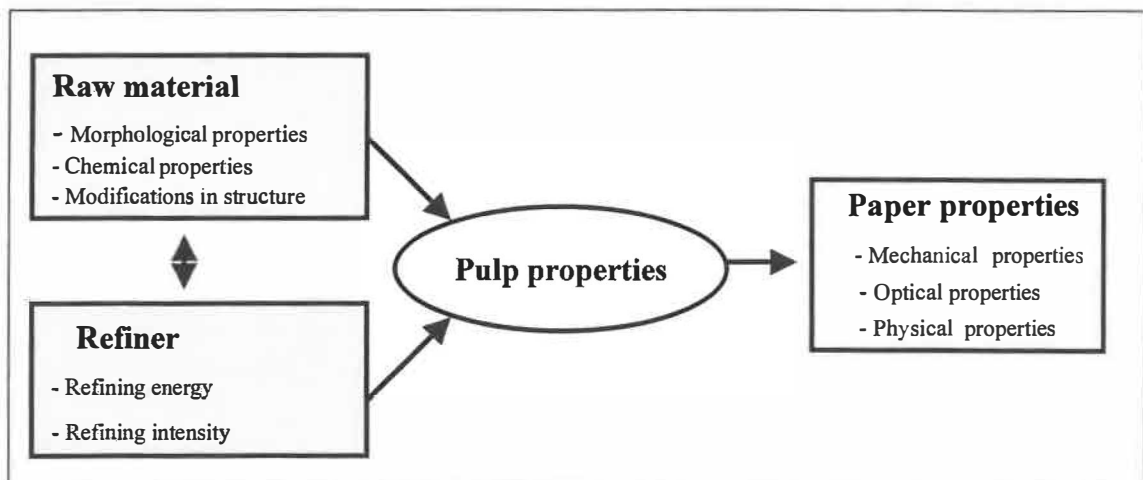 Raw material
- Morphological properties
- Chemical properties
- Modifications in structure
Refiner
- Refining energy
- Refining intensity
Pulp properties
Paper properties
- Mechanical properties
- Optical properties
- Physical properties